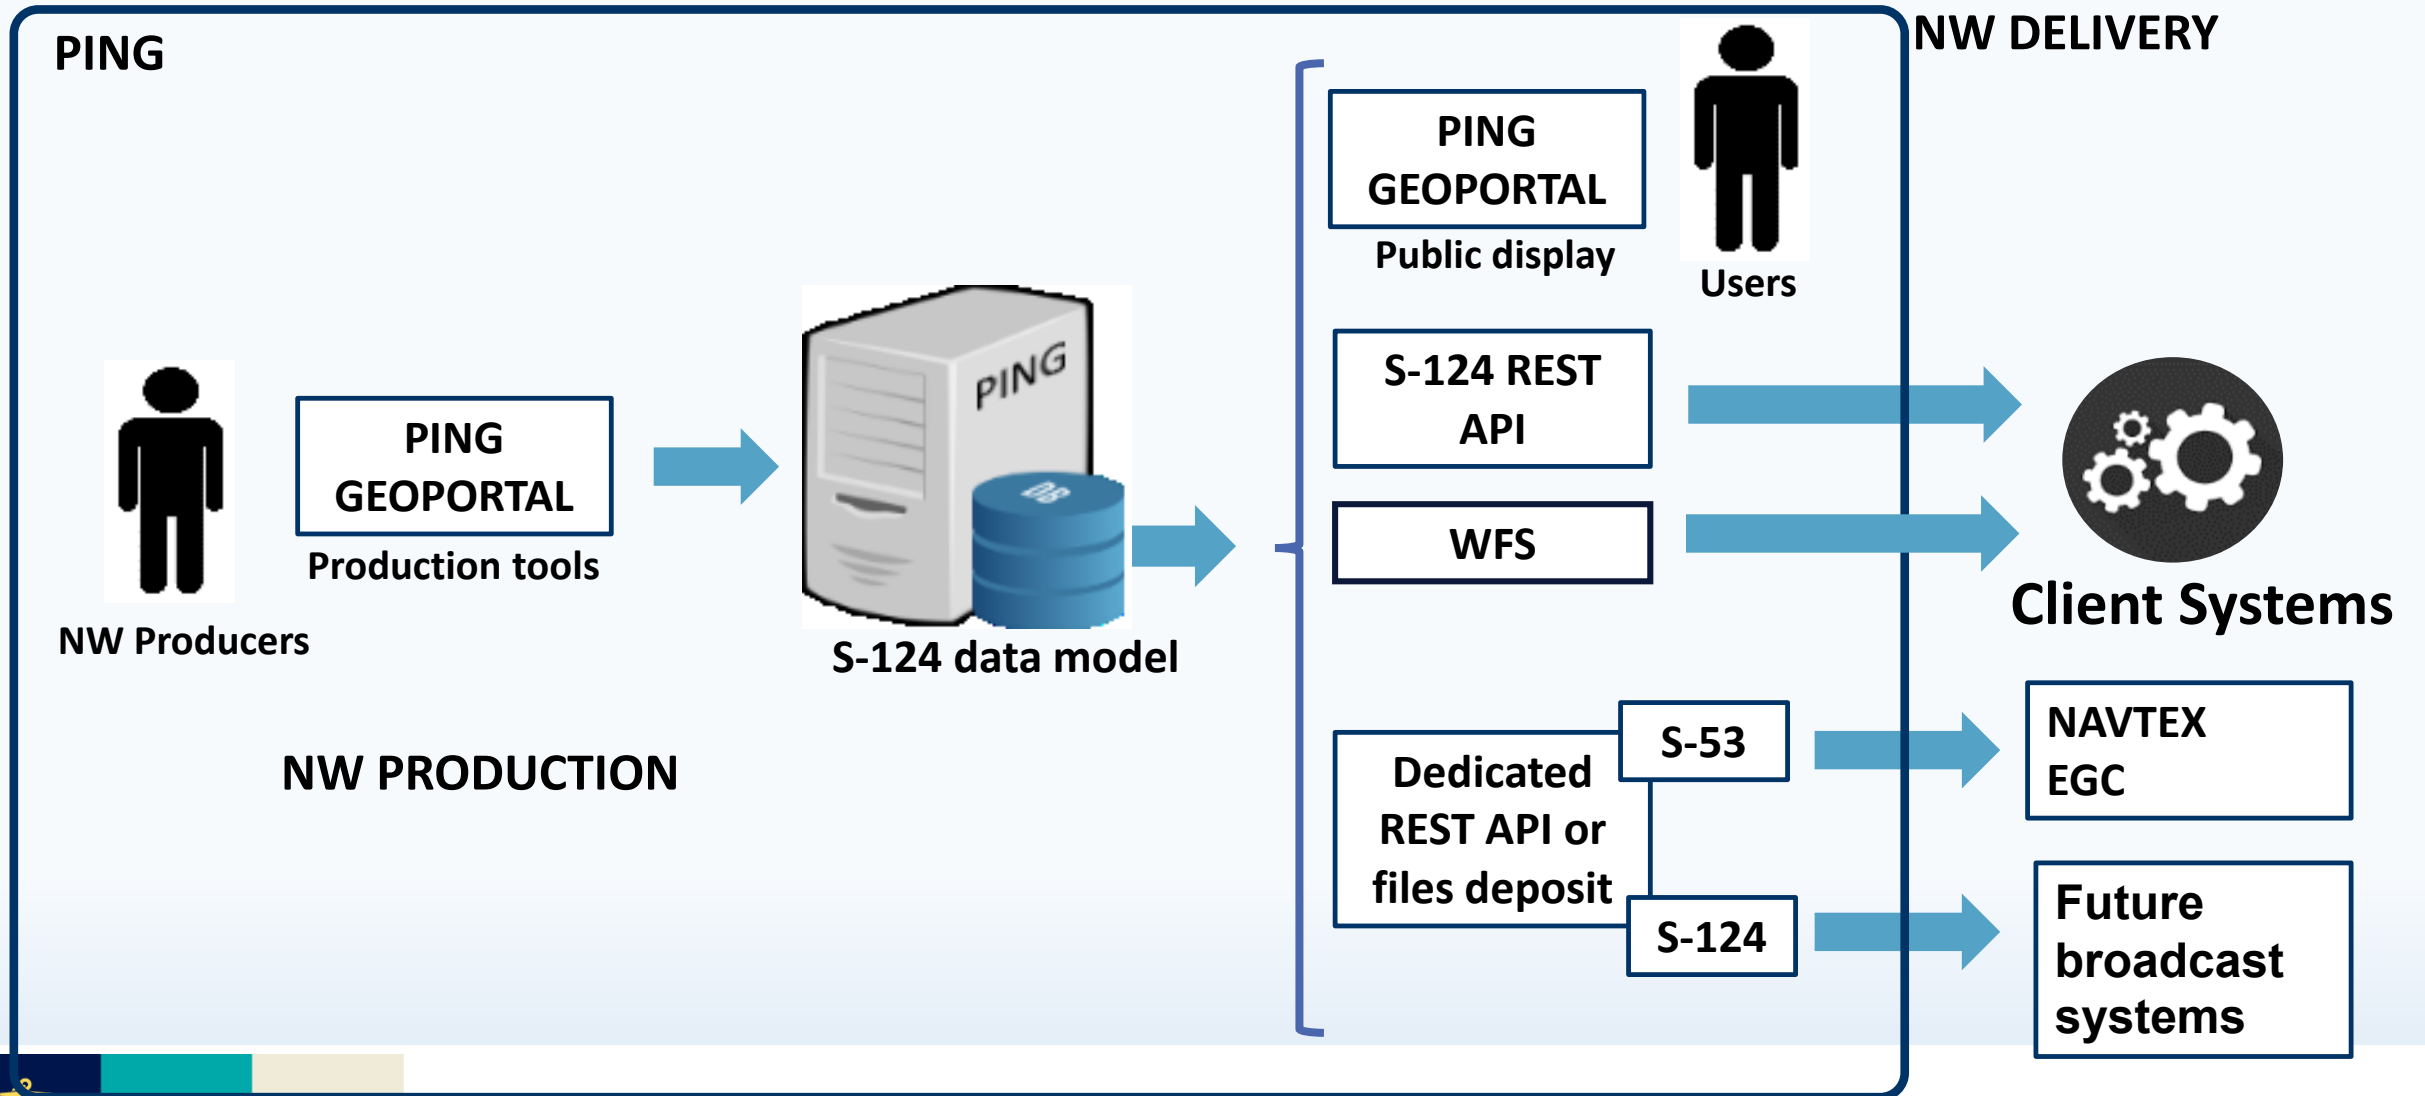 PING
NW DELIVERY
PING
GEOPORTAL
Public display
Users
PING
S-124 REST
API
PING
GEOPORTAL
Production tools
NW Producers
DB
WFS
Client Systems
S-124 data model
NW PRODUCTION
Dedicated
REST API or
files deposit
S-53
S-124
NAVTEX
EGC
Future
broadcast
systems